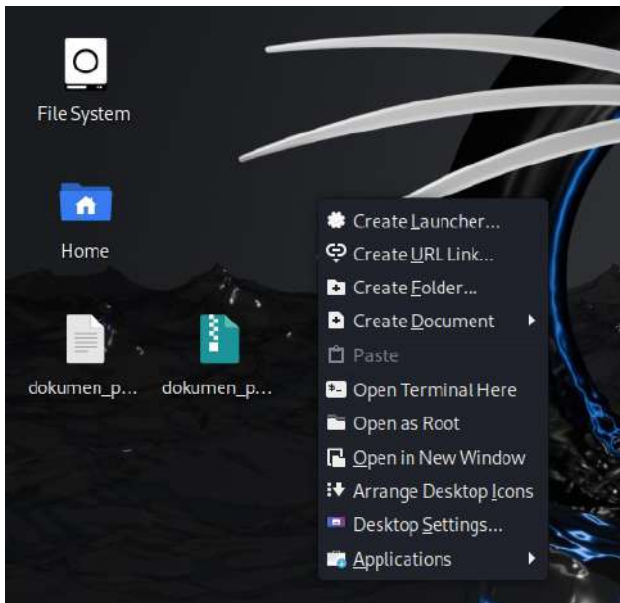 File System
Home
dokumen_p...
dokumen_p...
Create Launcher...
Create URL Link...
Create Folder...
Create Document
Paste
Open Terminal Here
Open as Root
Open in New Window
Arrange Desktop Icons
Desktop Settings...
Applications